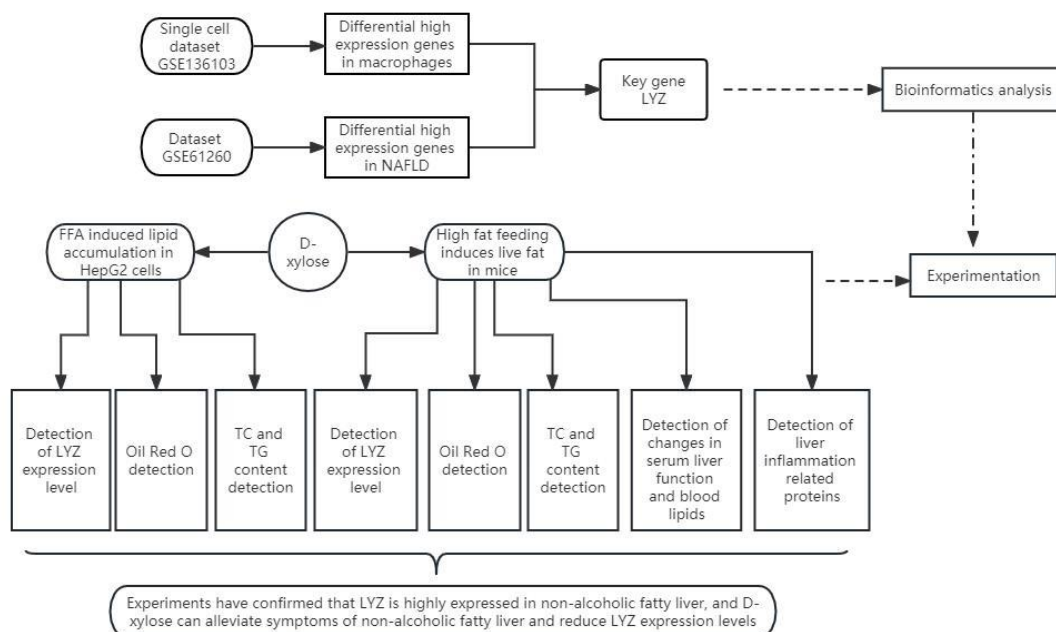 Single cell
dataset
GSE136103
Differential high
expression genes
in macrophages
Key gene
LYZ
Bioinformatics analysis
Dataset
GSE61260
Differential high
expression genes
in NAFLD
FFA induced lipid
accumulation in
HepG2 cells
D-
xylose
High fat feeding
induces live fat
in mice
Experimentation
Detection
of LYZ
expression
level
Oil Red O
detection
TC and
TG
content
detection
Detection
of LYZ
expression
level
Oil Red O
detection
TC and
TG
content
detection
Detection of
changes in
serum liver
function
and blood
lipids
Detection of
liver
inflammation
related
proteins
Experiments have confirmed that LYZ is highly expressed in non-alcoholic fatty liver, and D-
xylose can alleviate symptoms of non-alcoholic fatty liver and reduce LYZ expression levels